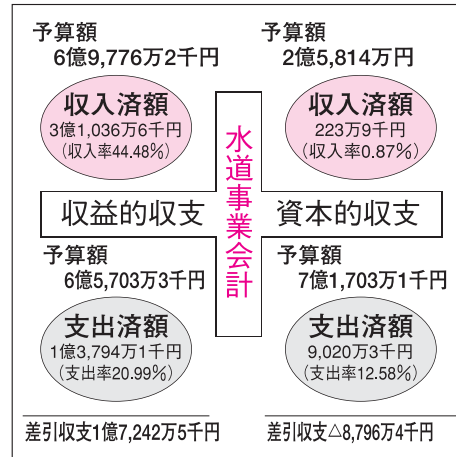 予算額
6億9,776万2千円
収入済額
3億1,036万6千円
(収入率44.48%)
予算額
2億5,814万円
収入済額
223万9千円
(収入率0.87%)
水道事業会計
収益的収支
資本的収支
予算額
6億5,703万3千円
支出済額
1億3,794万1千円
(支出率20.99%)
差引収支1億7,242万5千円
予算額
7億1,703万1千円
支出済額
9,020万3千円
(支出率12.58%)
差引収支△8,796万4千円